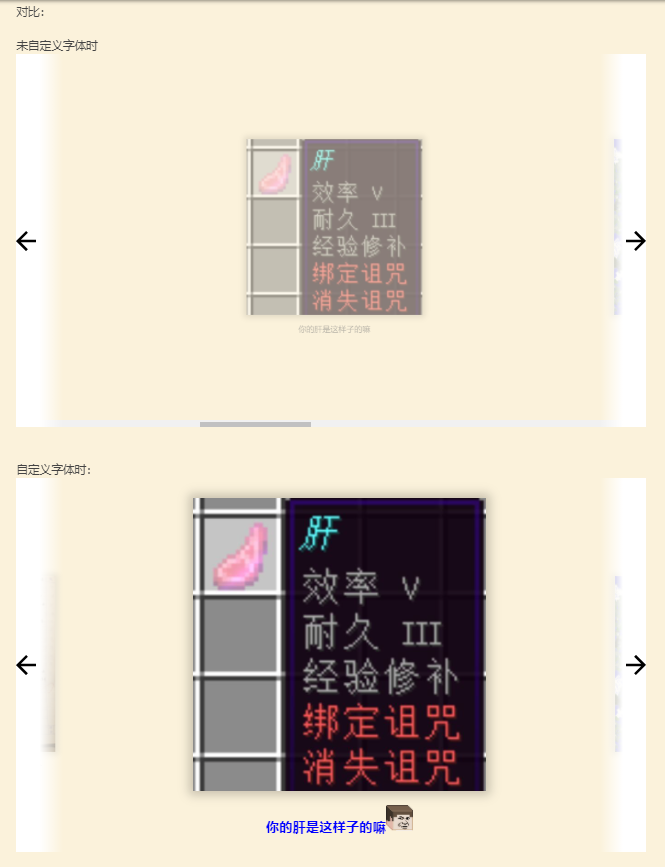 对比:
未自定义字体时
肝
效率 V
耐久 III
经验修补
绑定诅咒
消失诅咒
你的肝是这样子的嘛
自定义字体时:
肝
效率 V
耐久 III
经验修补
绑定诅咒
消失诅咒
你的肝是这样子的嘛